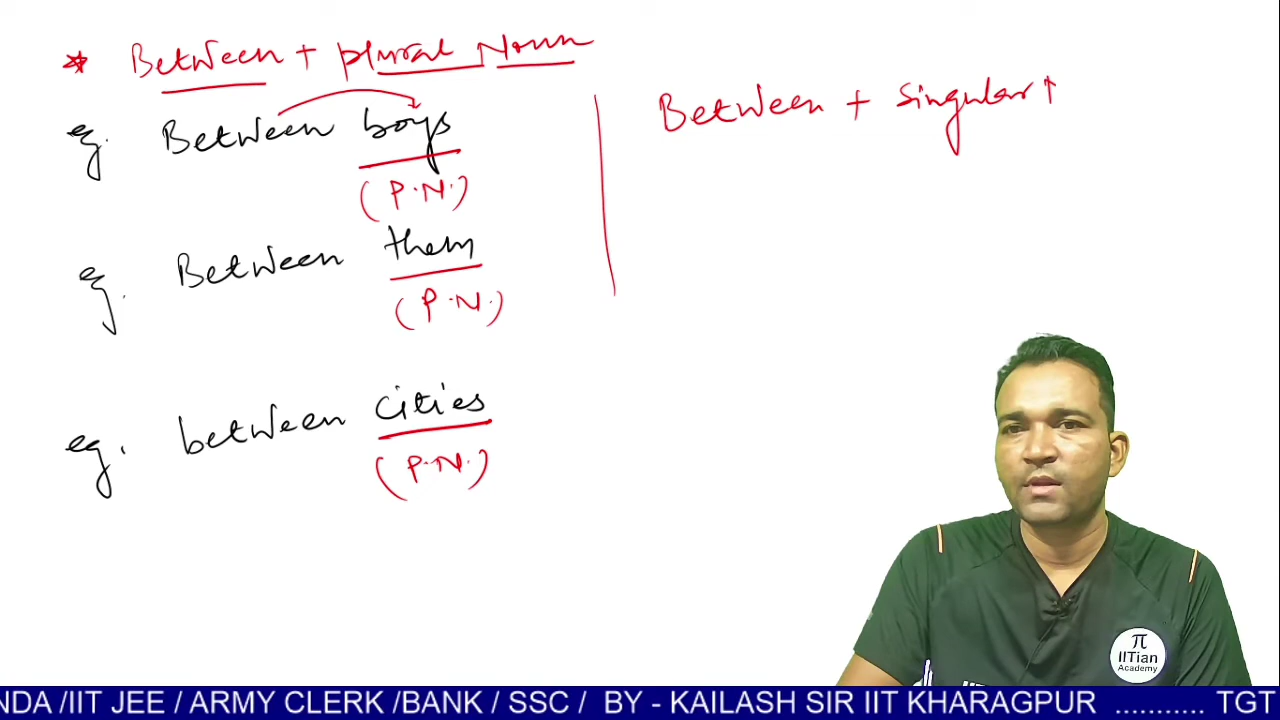 * Between + plural Noun
eg. Between boys
(P.N.)
eg. Between them
(P.N.)
eg. between cities
(P.N.)
Between + singular
π
IITian
Academy
NDA /IIT JEE / ARMY CLERK /BANK / SSC / BY - KAILASH SIR IIT KHARAGPUR ........... TGT